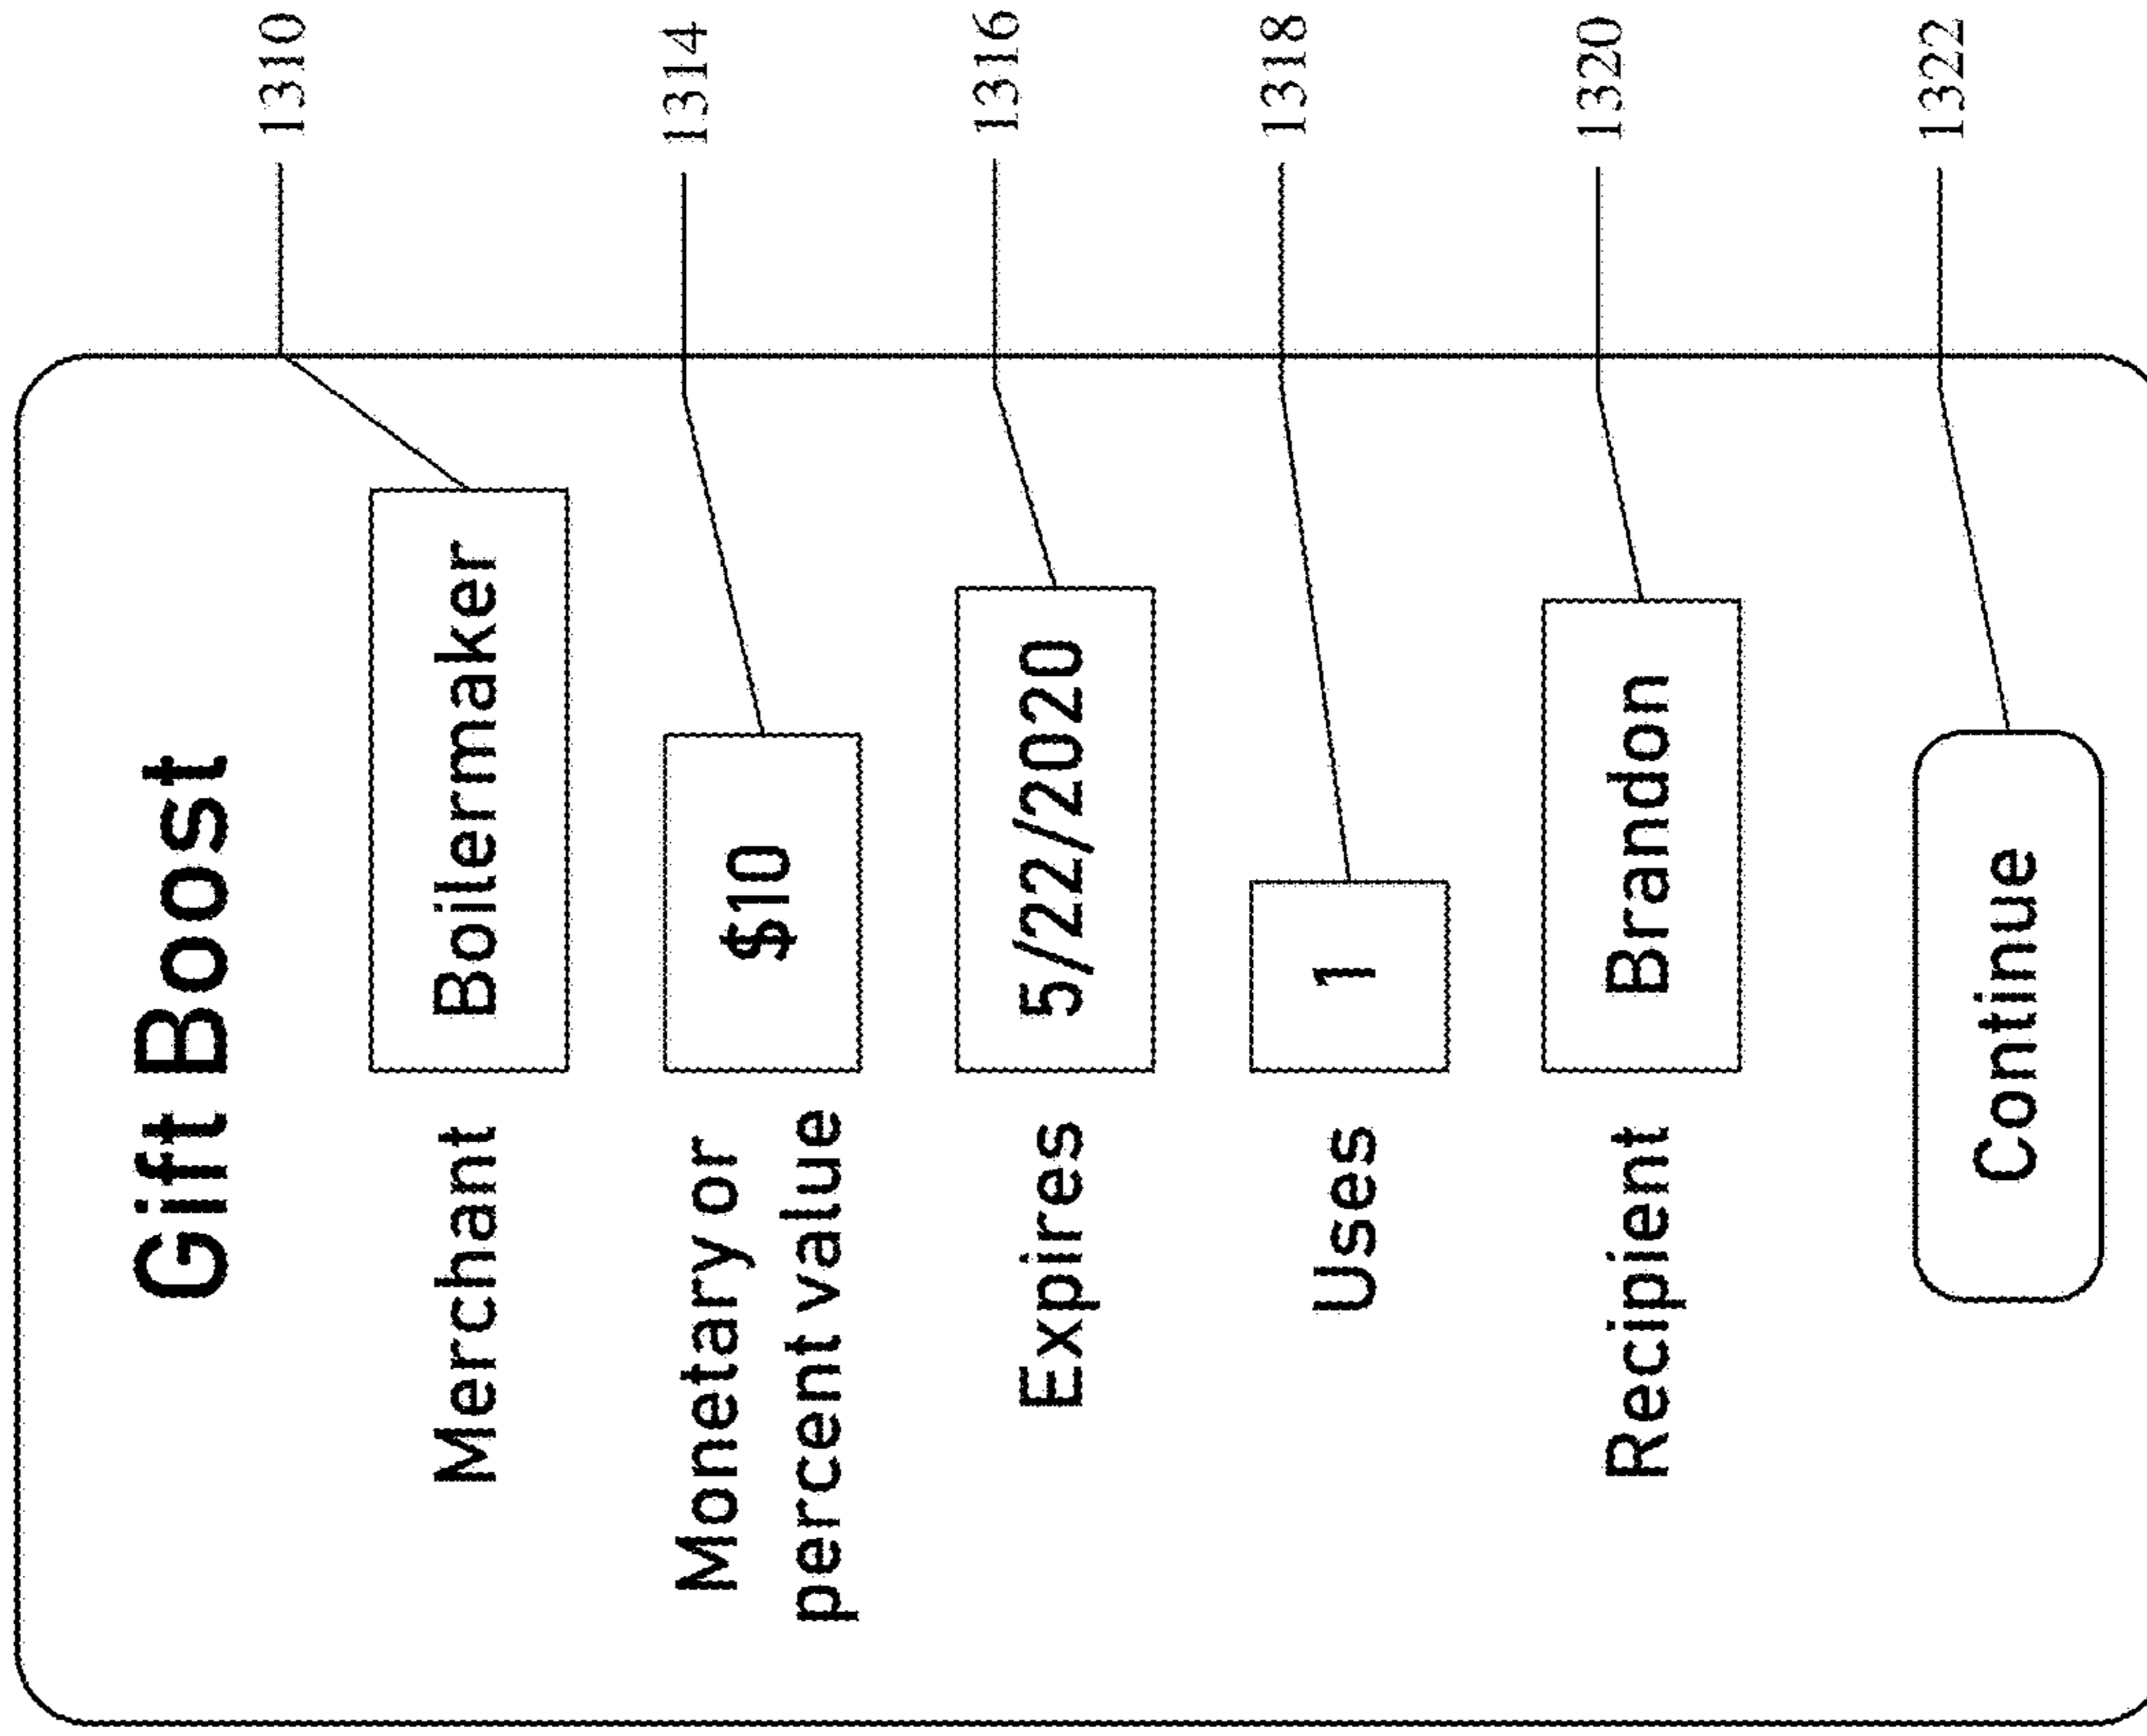 Gift Boost
Merchant Boilermaker 1310
Monetary or
percent value $10 1314
Expires 5/22/2020 1316
Uses 1 1318
Recipient Brandon 1320
Continue 1322